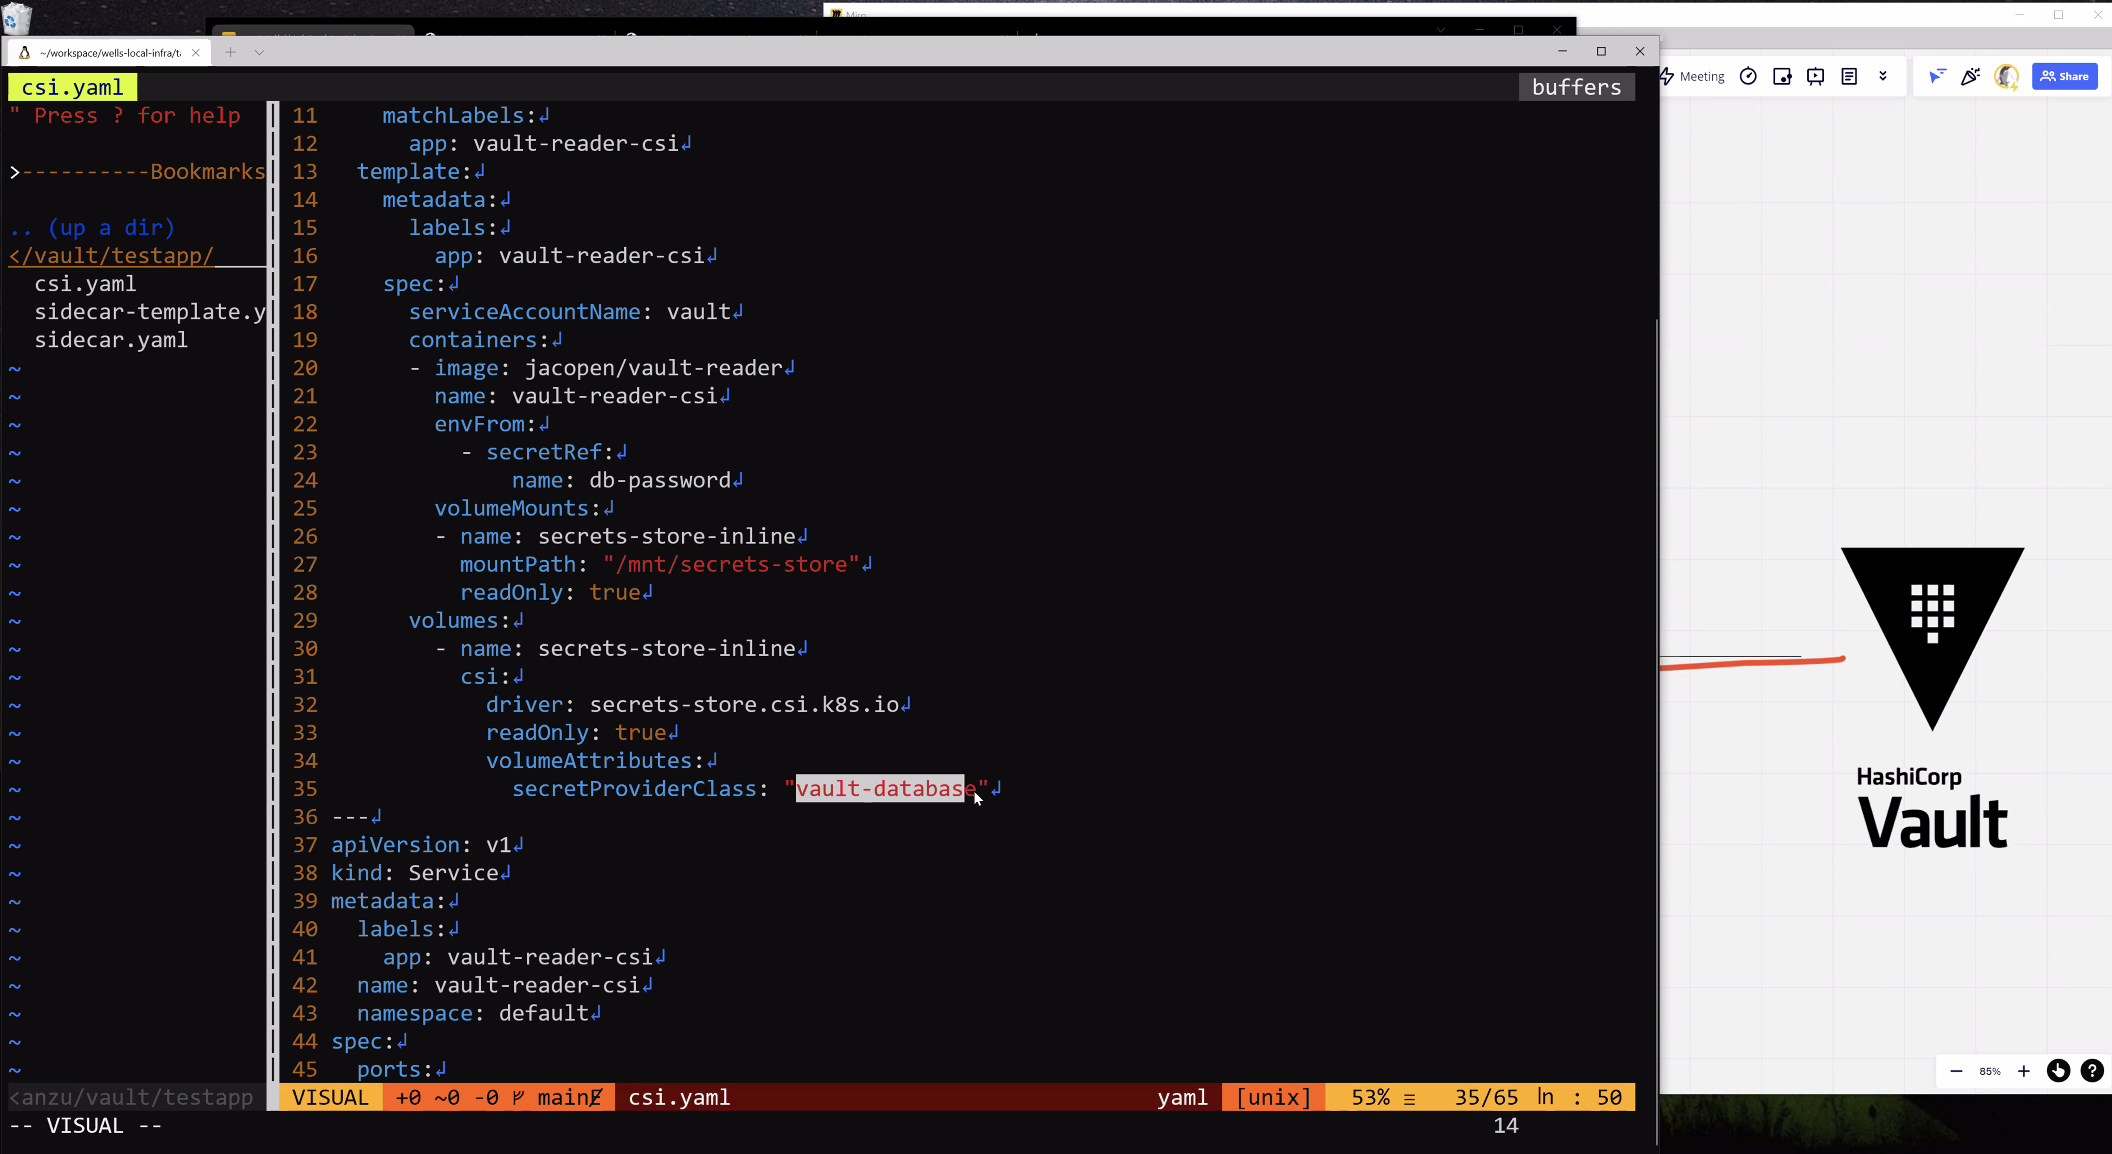 ~/workspace/wells-local-infra/t
csi.yaml
buffers
" Press ? for help
>----------Bookmarks
.. (up a dir)
</vault/testapp/
csi.yaml
sidecar-template.y
sidecar.yaml
11 matchLabels:
12 app: vault-reader-csi
13 template:
14 metadata:
15 labels:
16 app: vault-reader-csi
17 spec:
18 serviceAccountName: vault
19 containers:
20 - image: jacopen/vault-reader
21 name: vault-reader-csi
22 envFrom:
23 - secretRef:
24 name: db-password
25 volumeMounts:
26 - name: secrets-store-inline
27 mountPath: "/mnt/secrets-store"
28 readOnly: true
29 volumes:
30 - name: secrets-store-inline
31 csi:
32 driver: secrets-store.csi.k8s.io
33 readOnly: true
34 volumeAttributes:
35 secretProviderClass: "vault-database"
36 ---
37 apiVersion: v1
38 kind: Service
39 metadata:
40 labels:
41 app: vault-reader-csi
42 name: vault-reader-csi
43 namespace: default
44 spec:
45 ports:
<anzu/vault/testapp
VISUAL +0 ~0 -0 main csi.yaml yaml [unix] 53% 35/65 ln : 50
-- VISUAL --
14
Meeting
Share
HashiCorp
Vault
85%